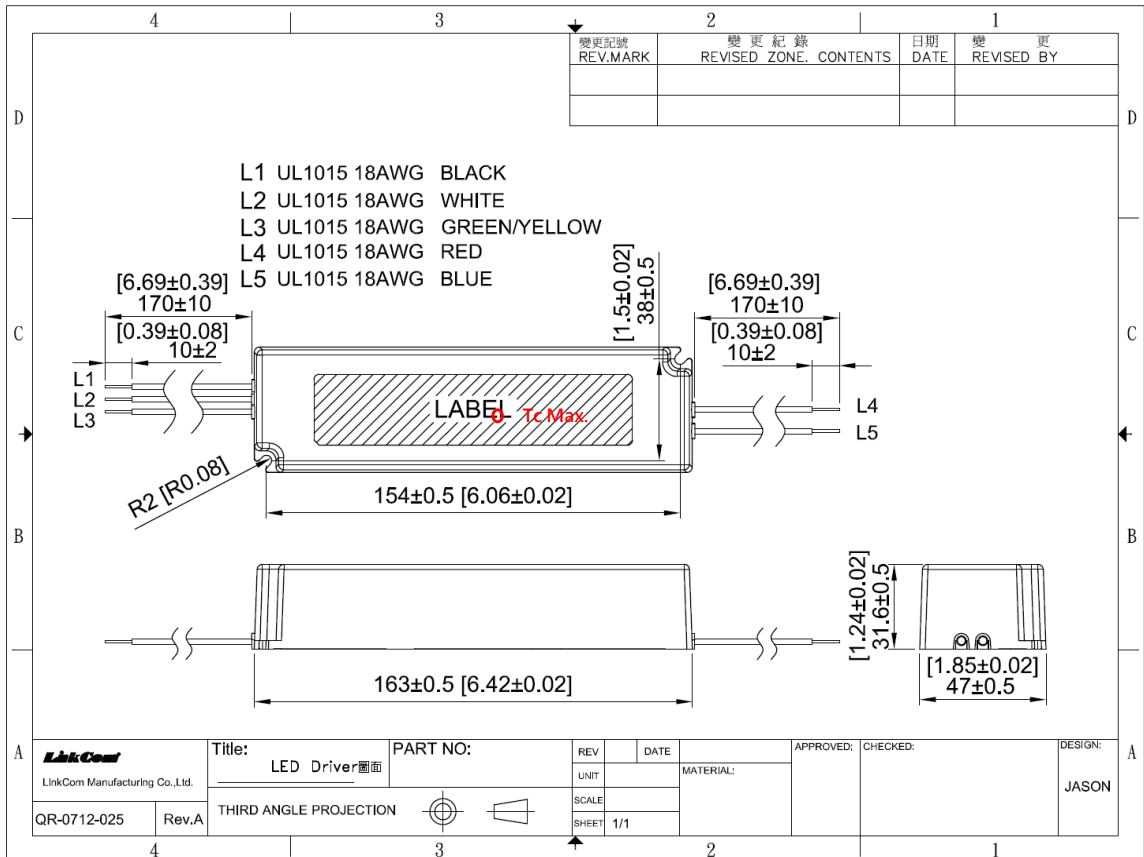 4 3 2 1
變更記號 變 更 紀 錄 日期 變 更
REV.MARK REVISED ZONE. CONTENTS DATE REVISED BY
D D
L1 UL1015 18AWG BLACK
L2 UL1015 18AWG WHITE
L3 UL1015 18AWG GREEN/YELLOW
L4 UL1015 18AWG RED
L5 UL1015 18AWG BLUE
[6.69±0.39]
170±10
[0.39±0.08]
10±2
[1.5±0.02]
38±0.5
[6.69±0.39]
170±10
[0.39±0.08]
10±2
C C
L1
L2
L3
LABEL
Tc Max.
L4
L5
R2 [R0.08]
154±0.5 [6.06±0.02]
B B
[1.24±0.02]
31.6±0.5
163±0.5 [6.42±0.02]
[1.85±0.02]
47±0.5
A A
LinkCom
LinkCom Manufacturing Co.,Ltd.
QR-0712-025 Rev.A
Title:
LED Driver圖面
PART NO:
THIRD ANGLE PROJECTION
REV DATE
UNIT
SCALE
SHEET 1/1
MATERIAL:
APPROVED: CHECKED:
DESIGN:
JASON
4 3 2 1